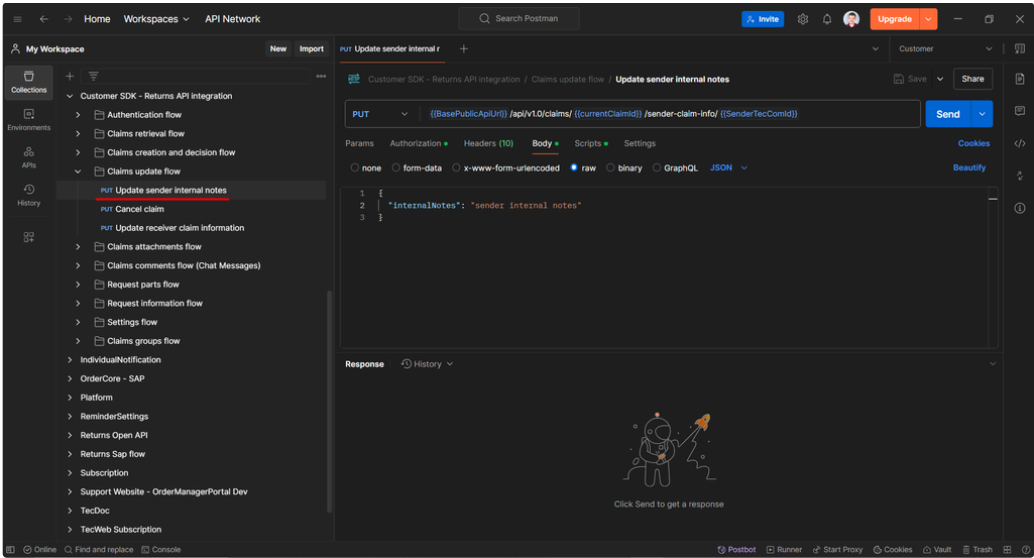 Home Workspaces API Network Search Postman Invite Upgrade
My Workspace New Import PUT Update sender internal r Customer
Collections
Environments
APIs
History
Customer SDK - Returns API integration
Authentication flow
Claims retrieval flow
Claims creation and decision flow
Claims update flow
PUT Update sender internal notes
PUT Cancel claim
PUT Update receiver claim information
Claims attachments flow
Claims comments flow (Chat Messages)
Request parts flow
Request information flow
Settings flow
Claims groups flow
IndividualNotification
OrderCore - SAP
Platform
ReminderSettings
Returns Open API
Returns Sap flow
Subscription
Support Website - OrderManagerPortal Dev
TecDoc
TecWeb Subscription
Customer SDK - Returns API integration / Claims update flow / Update sender internal notes Save Share
PUT {{BasePublicApiUrl}} /api/v1.0/claims/ {{currentClaimId}} /sender-claim-info/ {{SenderTecComId}} Send
Params Authorization Headers (10) Body Scripts Settings Cookies
none form-data x-www-form-urlencoded raw binary GraphQL JSON Beautify
1 {
2 "internalNotes": "sender internal notes"
3 }
Response History
Click Send to get a response
Online Find and replace Console Postbot Runner Start Proxy Cookies Vault Trash